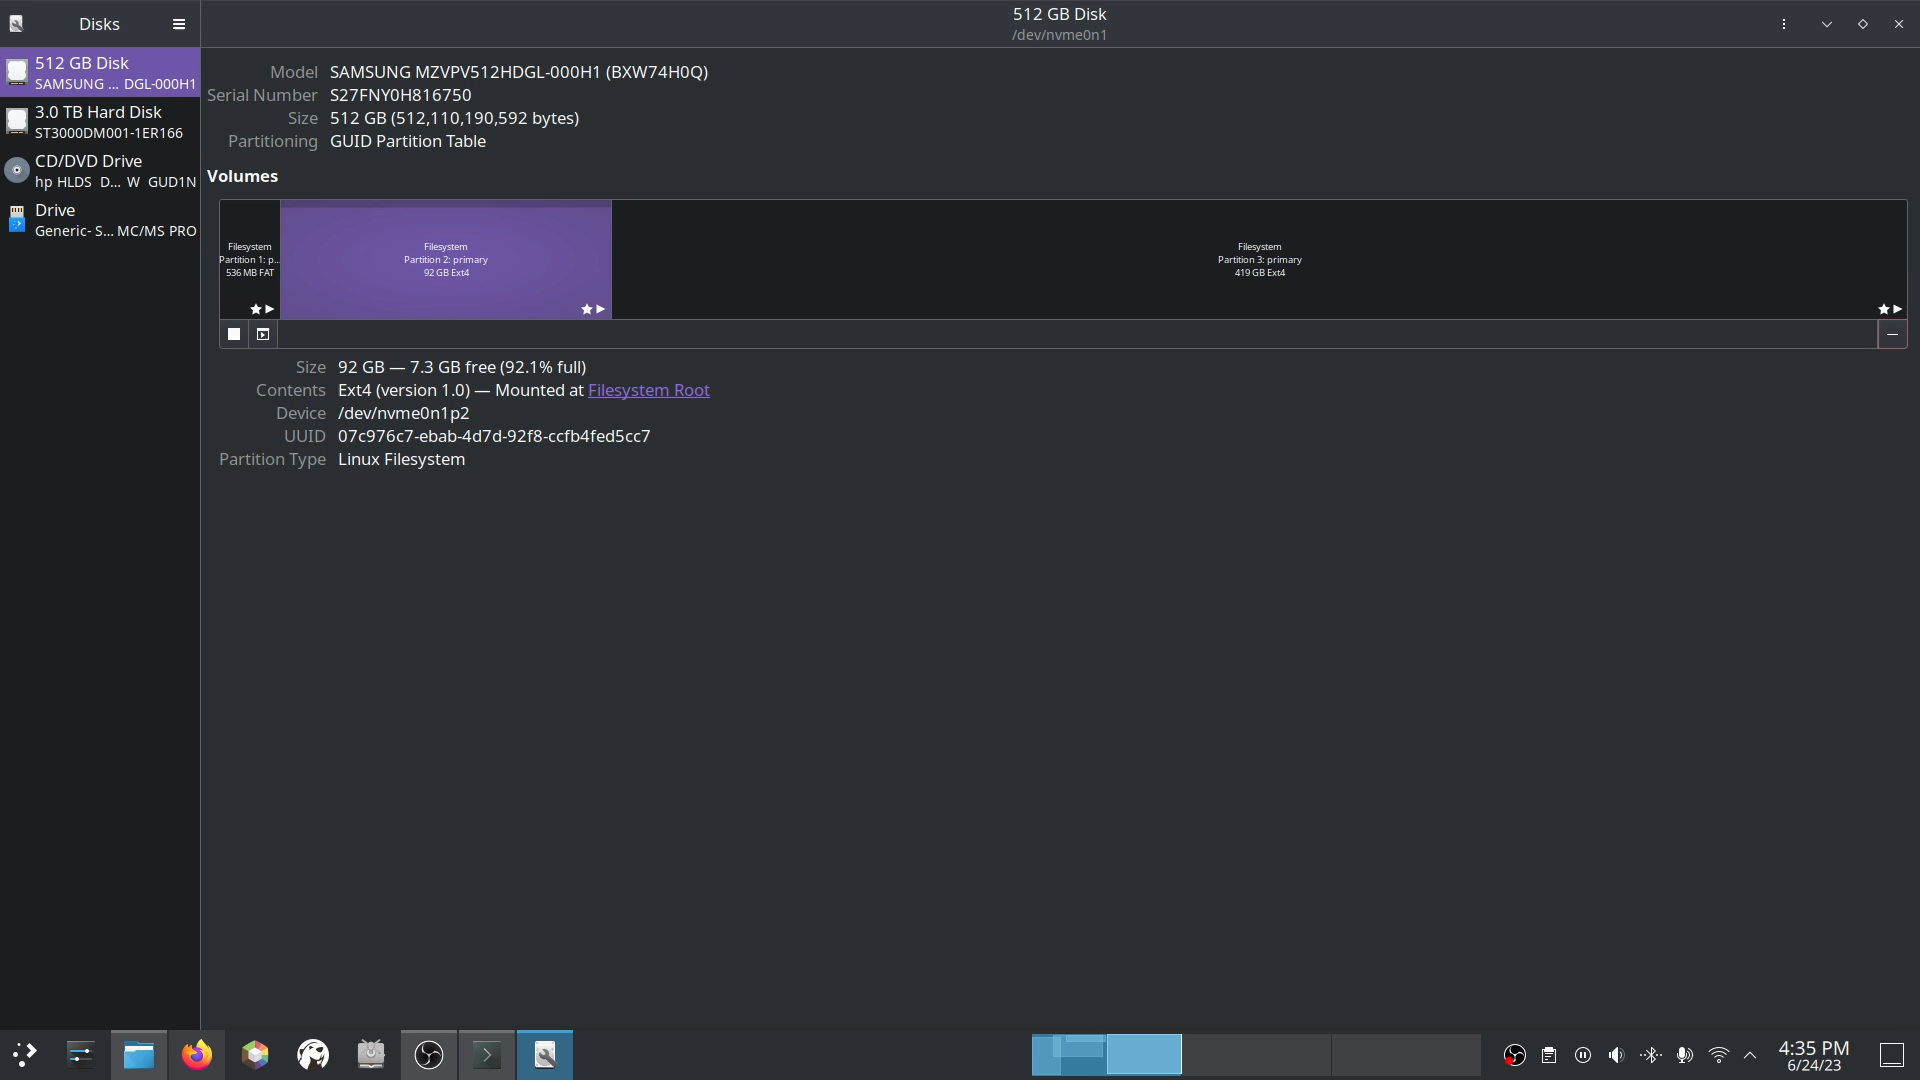 Disks
512 GB Disk
/dev/nvme0n1
512 GB Disk
SAMSUNG ... DGL-000H1
3.0 TB Hard Disk
ST3000DM001-1ER166
CD/DVD Drive
hp HLDS D... W GUD1N
Drive
Generic- S... MC/MS PRO
Model SAMSUNG MZVPV512HDGL-000H1 (BXW74H0Q)
Serial Number S27FNY0H816750
Size 512 GB (512,110,190,592 bytes)
Partitioning GUID Partition Table
Volumes
Filesystem
Partition 1: p...
536 MB FAT
Filesystem
Partition 2: primary
92 GB Ext4
Filesystem
Partition 3: primary
419 GB Ext4
Size 92 GB — 7.3 GB free (92.1% full)
Contents Ext4 (version 1.0) — Mounted at Filesystem Root
Device /dev/nvme0n1p2
UUID 07c976c7-ebab-4d7d-92f8-ccfb4fed5cc7
Partition Type Linux Filesystem
4:35 PM
6/24/23